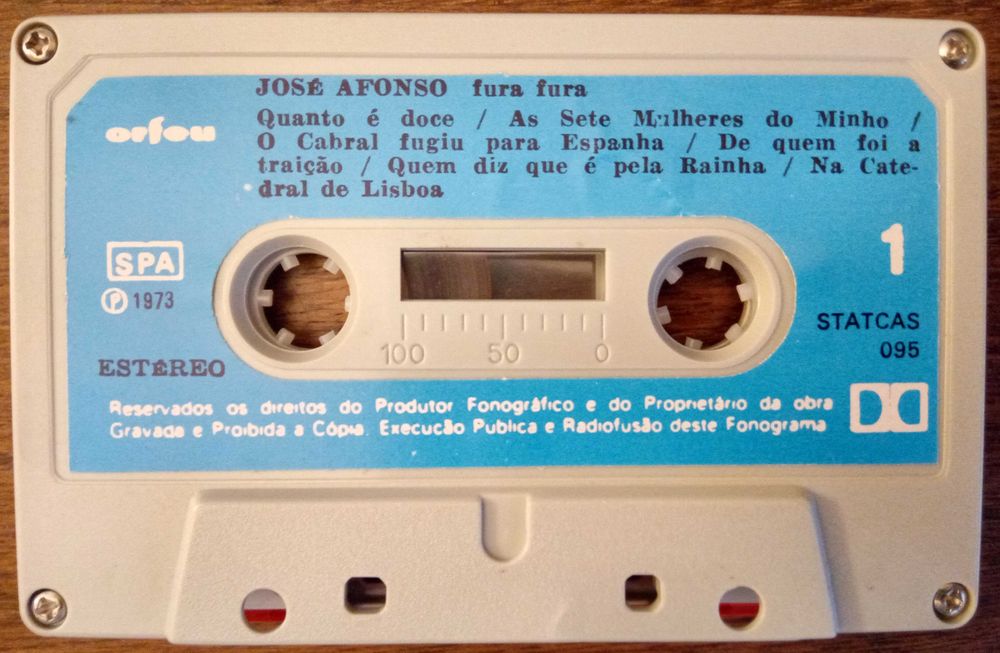 JOSÉ AFONSO fura fura
Quanto é doce / As Sete Mulheres do Minho /
O Cabral fugiu para Espanha / De quem foi a
traição / Quem diz que é pela Rainha / Na Cate-
dral de Lisboa
orfeu
SPA
Ⓟ 1973
ESTÉREO
1
STATCAS
095
100 50 0
Reservados os direitos do Produtor Fonográfico e do Proprietário da obra
Gravada e Proibida a Cópia. Execucão Publica e Radiofusão deste Fonograma